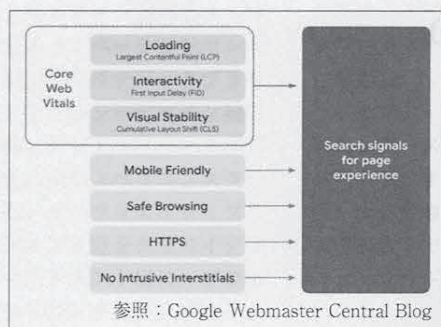 Core
Web
Vitals
Loading
Largest Contentful Paint (LCP)
Interactivity
First Input Delay (FID)
Visual Stability
Cumulative Layout Shift (CLS)
Mobile Friendly
Safe Browsing
HTTPS
No Intrusive Interstitials
Search signals
for page
experience
参照：Google Webmaster Central Blog